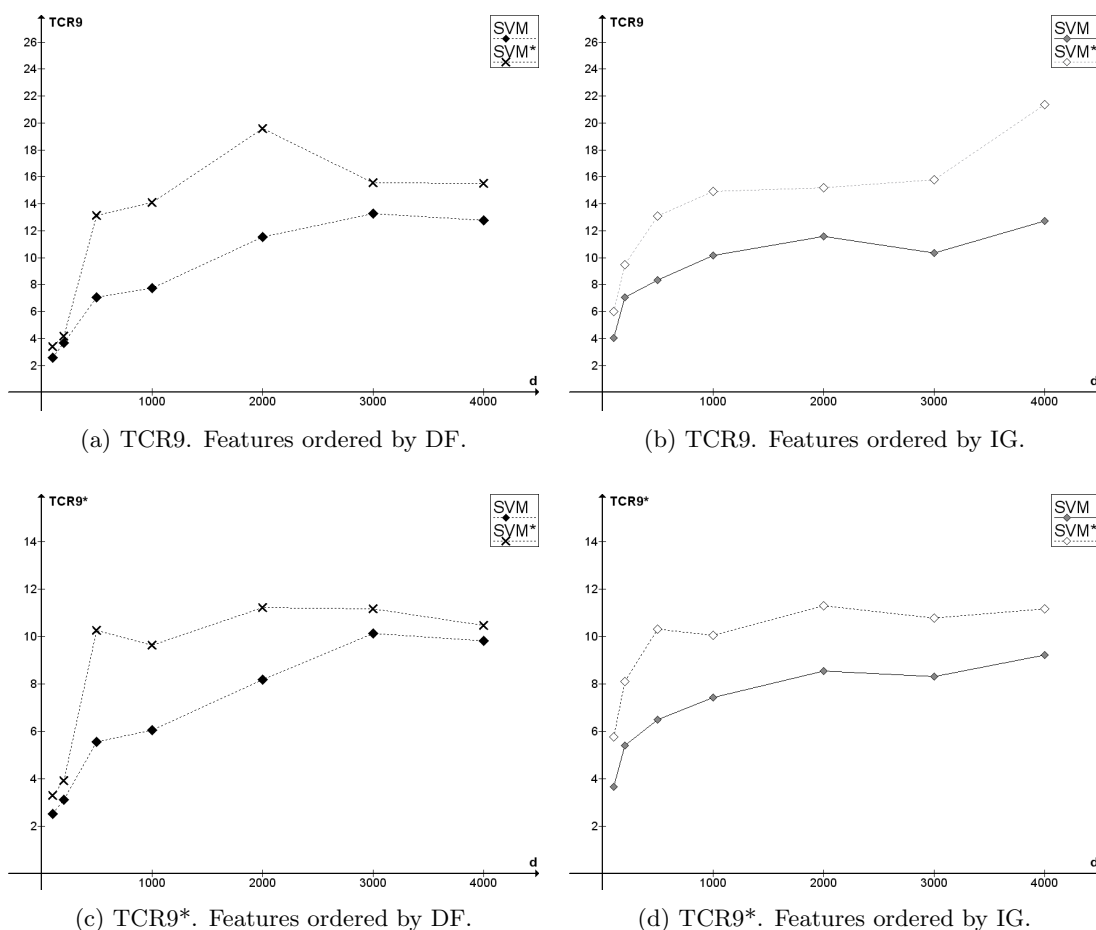 TCR9
SVM
SVM*
26
24
22
20
18
16
14
12
10
8
6
4
2
d
1000 2000 3000 4000
(a) TCR9. Features ordered by DF.
TCR9
SVM
SVM*
26
24
22
20
18
16
14
12
10
8
6
4
2
d
1000 2000 3000 4000
(b) TCR9. Features ordered by IG.
TCR9*
SVM
SVM*
14
12
10
8
6
4
2
d
1000 2000 3000 4000
(c) TCR9*. Features ordered by DF.
TCR9*
SVM
SVM*
14
12
10
8
6
4
2
d
1000 2000 3000 4000
(d) TCR9*. Features ordered by IG.